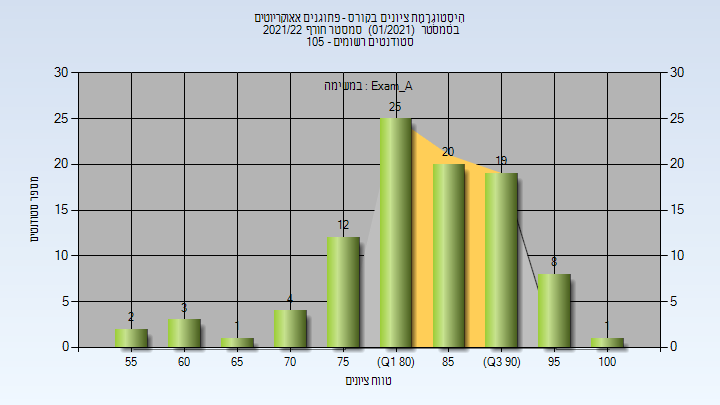 היסטוגרמת ציונים בקורס - פתוגנים אאוקריוטים
בסמסטר (01/2021) סמסטר חורף 2021/22
סטודנטים רשומים - 105
במשימה : Exam_A
30 30
25 25
20 20
15 15
10 10
5 5
0 0
2 3 1 4 12 25 20 19 8 1
55 60 65 70 75 (Q1 80) 85 (Q3 90) 95 100
מספר סטודנטים
טווח ציונים